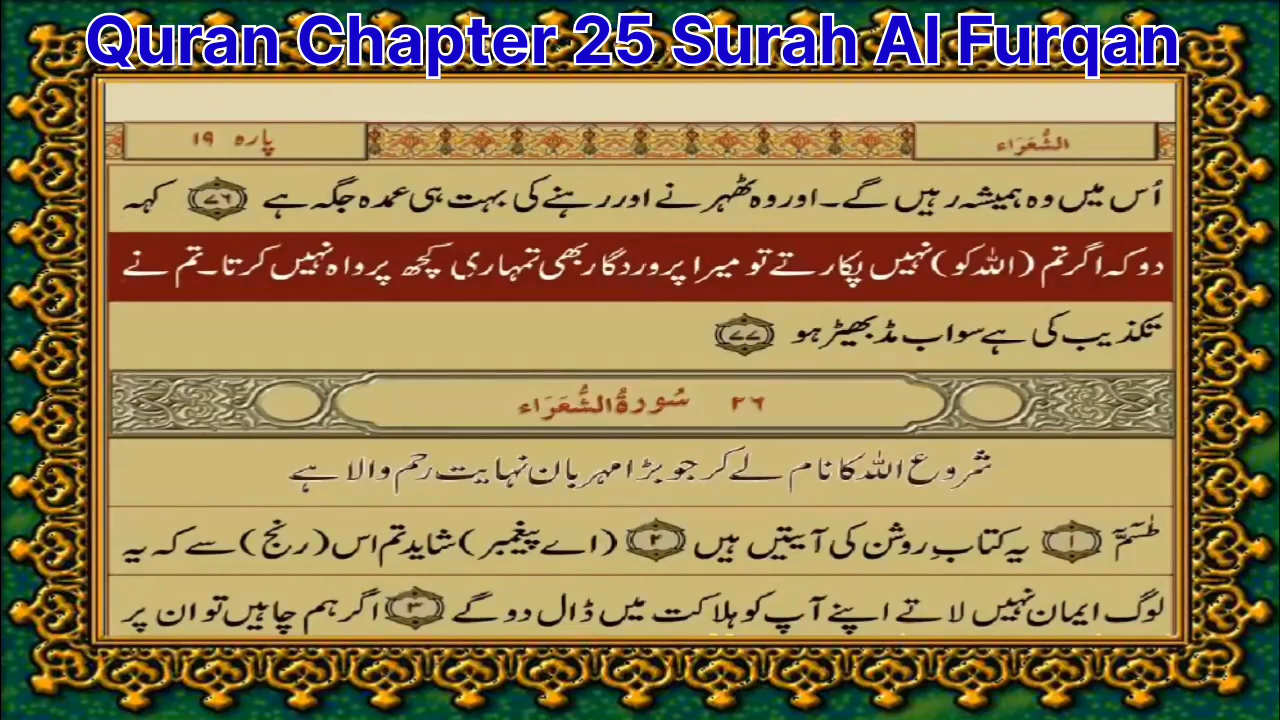 Quran Chapter 25 Surah Al Furqan
الشُّعَرَاء پارہ ۱۹
اُس میں وہ ہمیشہ رہیں گے۔ اور وہ ٹھہرنے اور رہنے کی بہت ہی عمدہ جگہ ہے ۷۶ کہہ
دو کہ اگر تم (اللہ کو) نہیں پکارتے تو میرا پروردگار بھی تمہاری کچھ پرواہ نہیں کرتا۔ تم نے
تکذیب کی ہے سو اب مڈبھیڑ ہو ۷۷
۲۶ سُورۃُ الشُّعَرَاء
شروع اللہ کا نام لے کر جو بڑا مہربان نہایت رحم والا ہے
طٰسٓمّٓ ۱ یہ کتابِ روشن کی آیتیں ہیں ۲ (اے پیغمبر) شاید تم اس (رنج) سے کہ یہ
لوگ ایمان نہیں لاتے اپنے آپ کو ہلاکت میں ڈال دو گے ۳ اگر ہم چاہیں تو ان پر